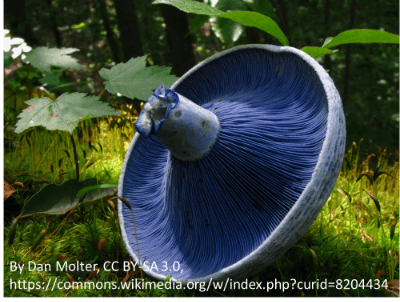 By Dan Molter, CC BY-SA 3.0,
https://commons.wikimedia.org/w/index.php?curid=8204434